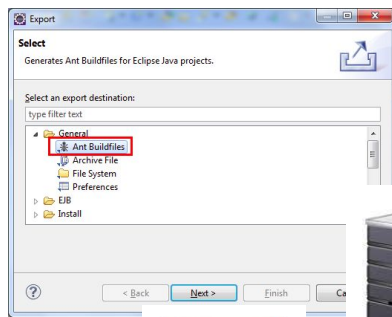 Export
Select
Generates Ant Buildfiles for Eclipse Java projects.
Select an export destination:
type filter text
General
Ant Buildfiles
Archive File
File System
Preferences
EJB
Install
?
< Back
Next >
Finish
Ca